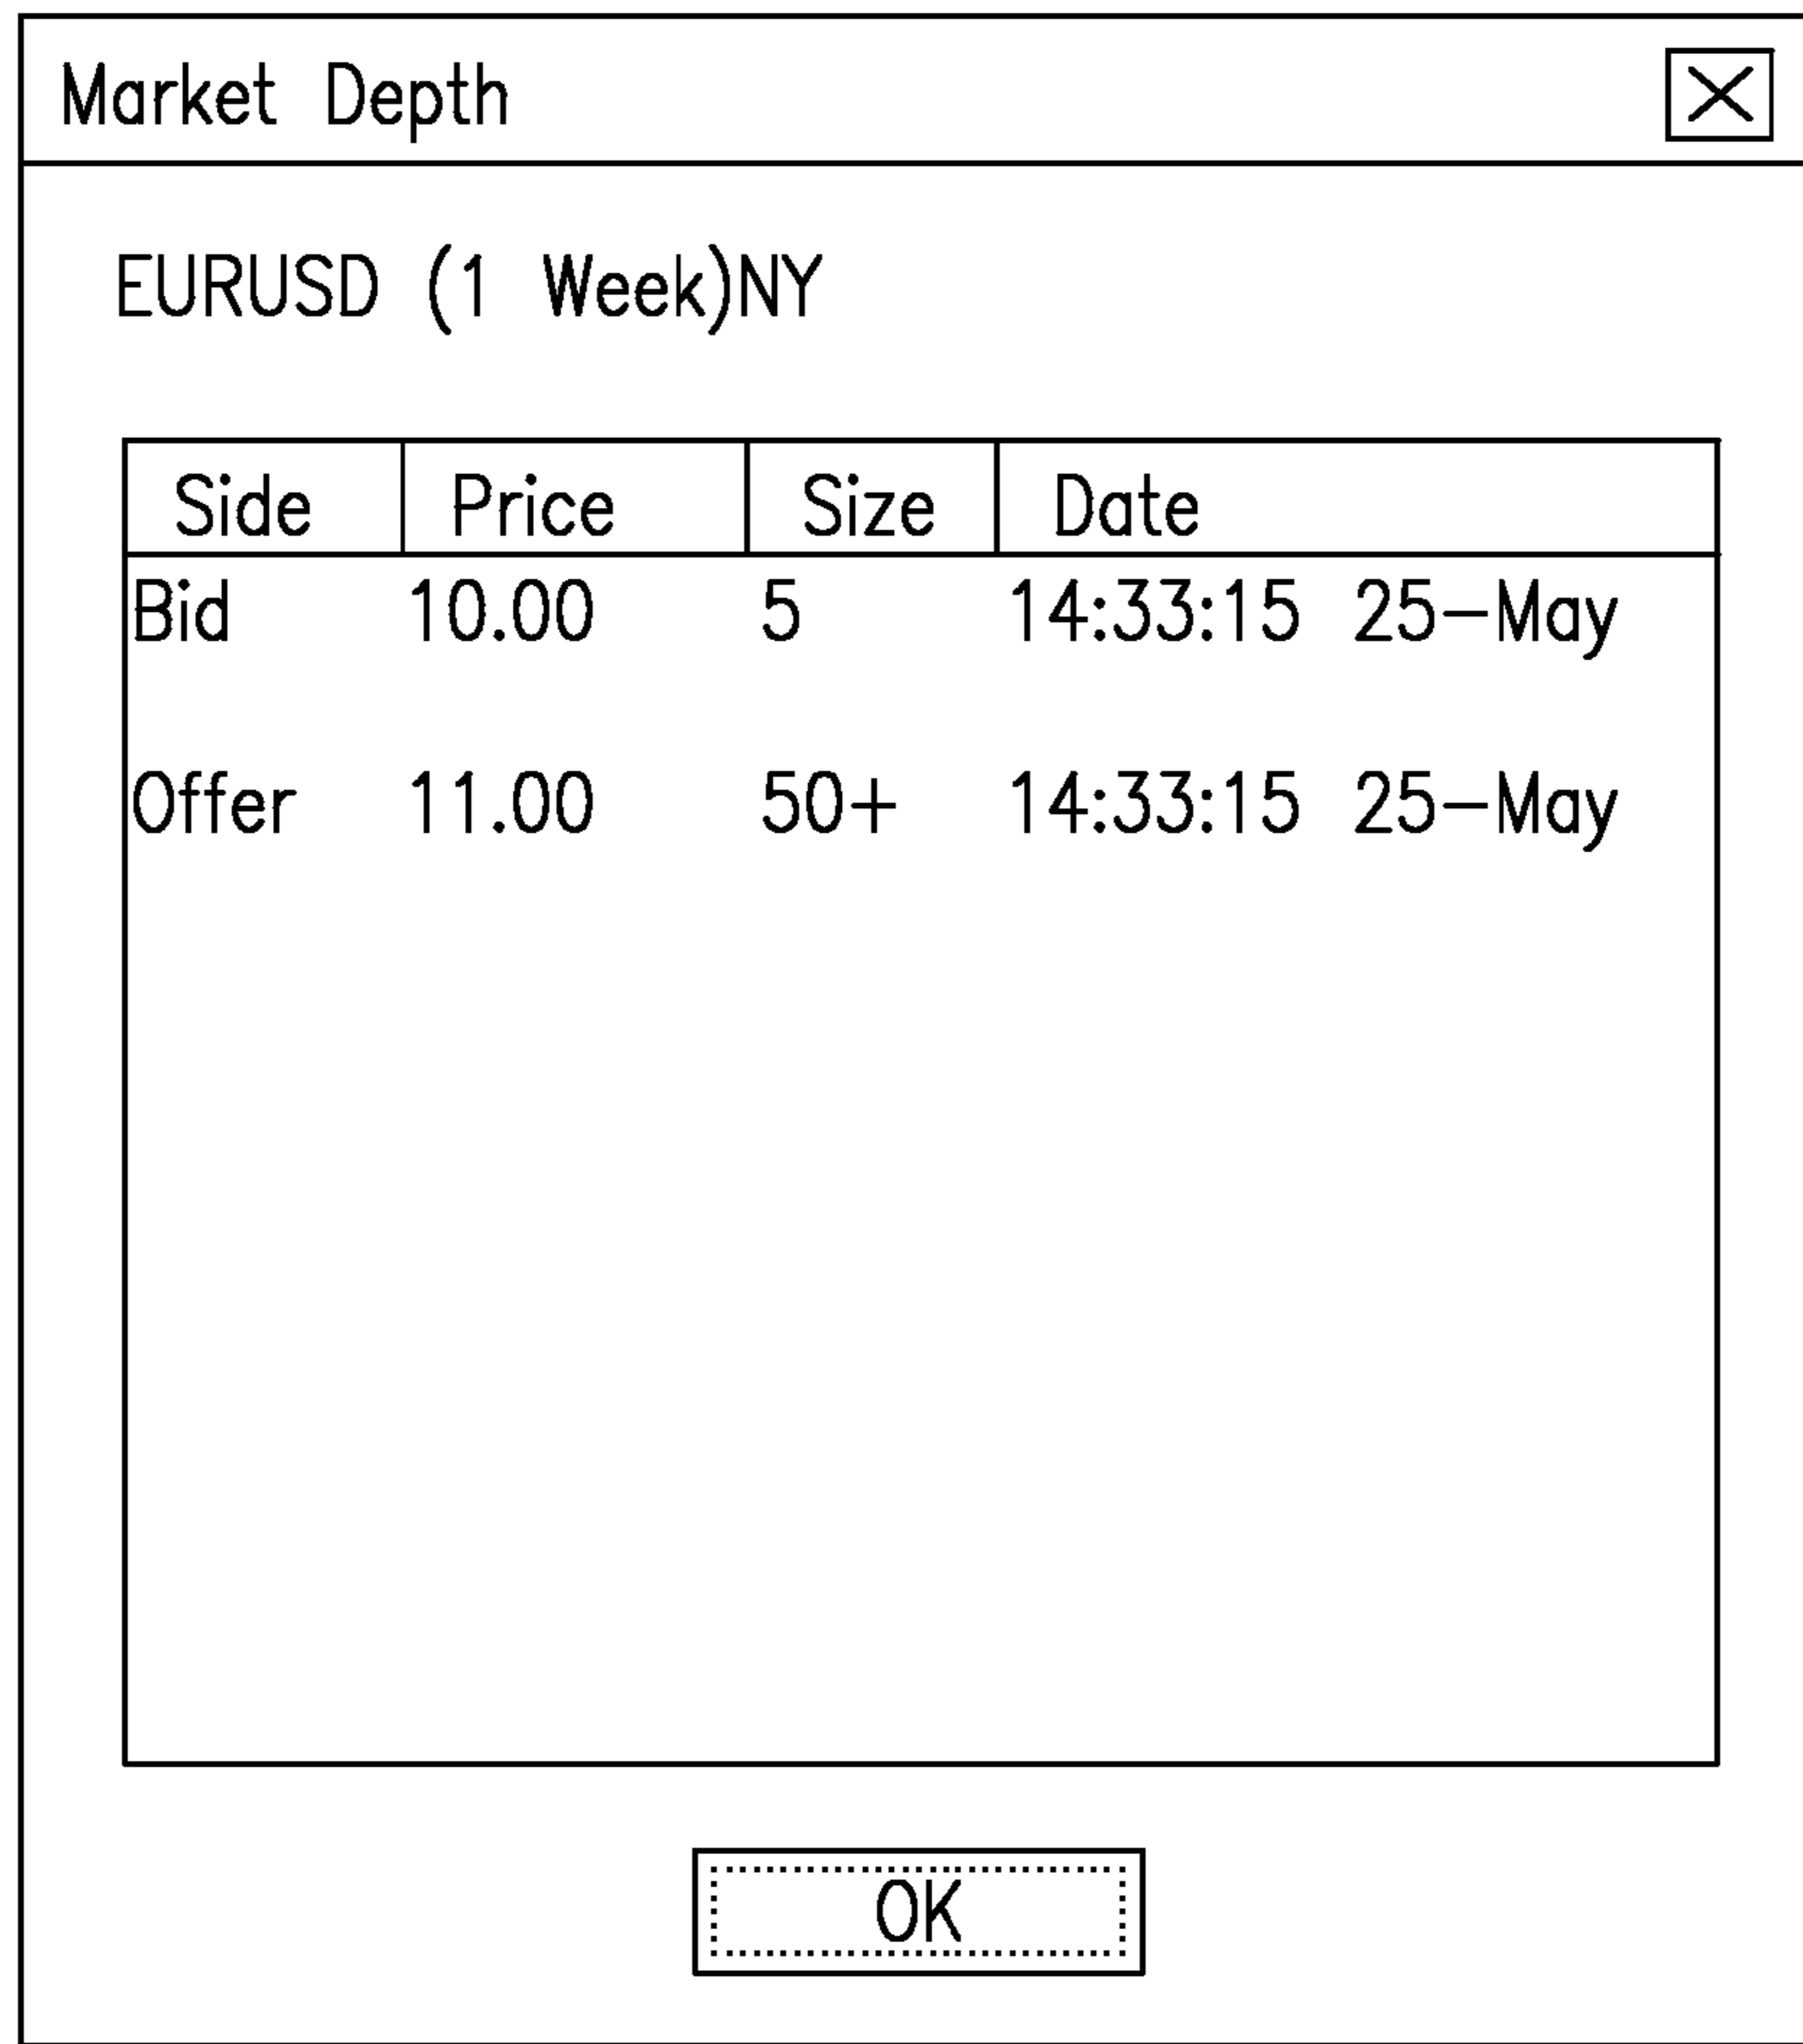 Market Depth
EURUSD (1 Week)NY
Side Price Size Date
Bid 10.00 5 14:33:15 25-May
Offer 11.00 50+ 14:33:15 25-May
OK